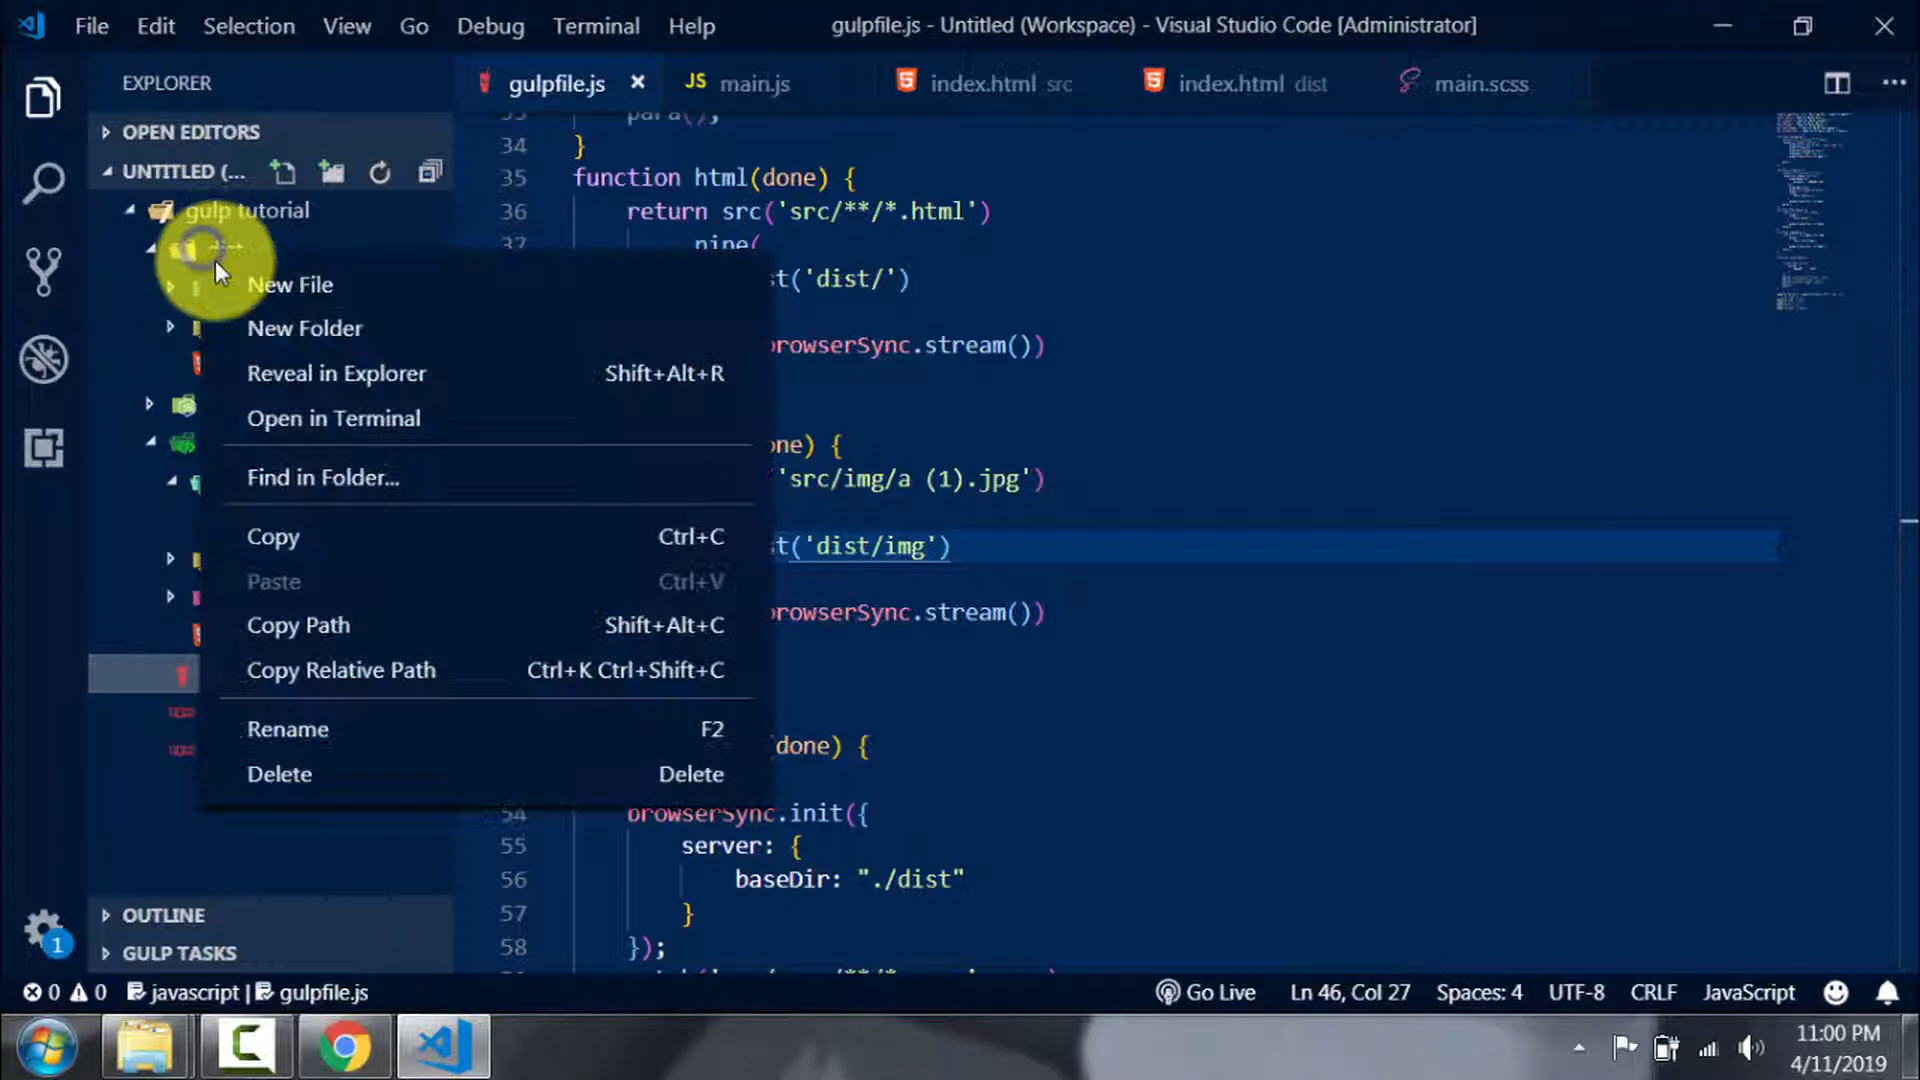 File Edit Selection View Go Debug Terminal Help
gulpfile.js - Untitled (Workspace) - Visual Studio Code [Administrator]
EXPLORER
gulpfile.js ×
JS main.js
index.html src
index.html dist
main.scss
OPEN EDITORS
UNTITLED (...
gulp tutorial
New File
New Folder
Reveal in Explorer Shift+Alt+R
Open in Terminal
Find in Folder...
Copy Ctrl+C
Paste Ctrl+V
Copy Path Shift+Alt+C
Copy Relative Path Ctrl+K Ctrl+Shift+C
Rename F2
Delete Delete
33 para();
34 }
35 function html(done) {
36 return src('src/**/*.html')
37 pipe(
st('dist/')
browserSync.stream())
one) {
'src/img/a (1).jpg')
st('dist/img')
browserSync.stream())
(done) {
54 browserSync.init({
55 server: {
56 baseDir: "./dist"
57 }
58 });
OUTLINE
GULP TASKS
1
0 0 javascript | gulpfile.js
Go Live Ln 46, Col 27 Spaces: 4 UTF-8 CRLF JavaScript
11:00 PM
4/11/2019